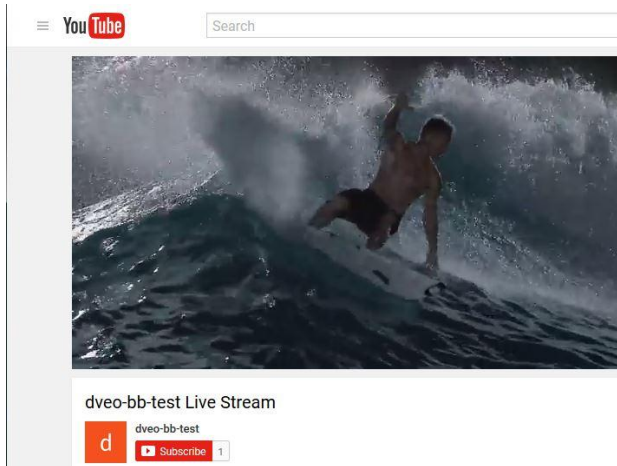 YouTube
Search
dveo-bb-test Live Stream
d
dveo-bb-test
Subscribe 1